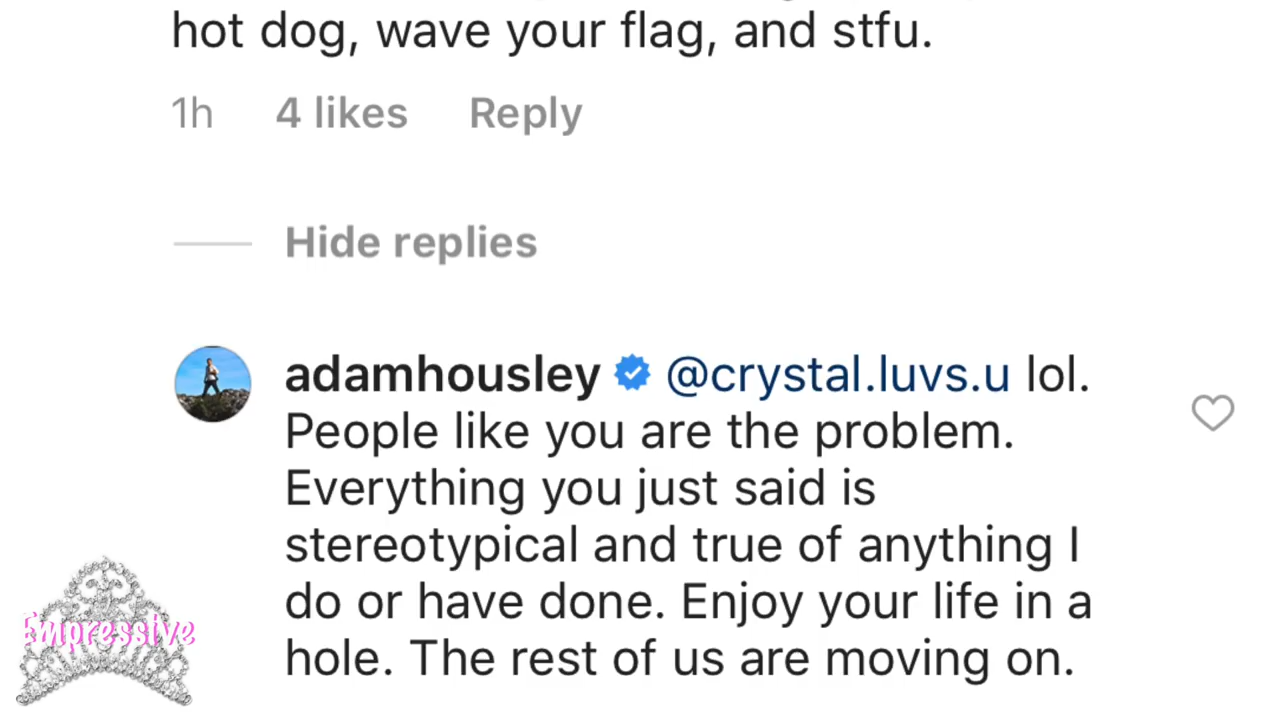 hot dog, wave your flag, and stfu.
1h 4 likes Reply
Hide replies
adamhousley @crystal.luvs.u lol.
People like you are the problem.
Everything you just said is
stereotypical and true of anything I
do or have done. Enjoy your life in a
hole. The rest of us are moving on.
Empressive